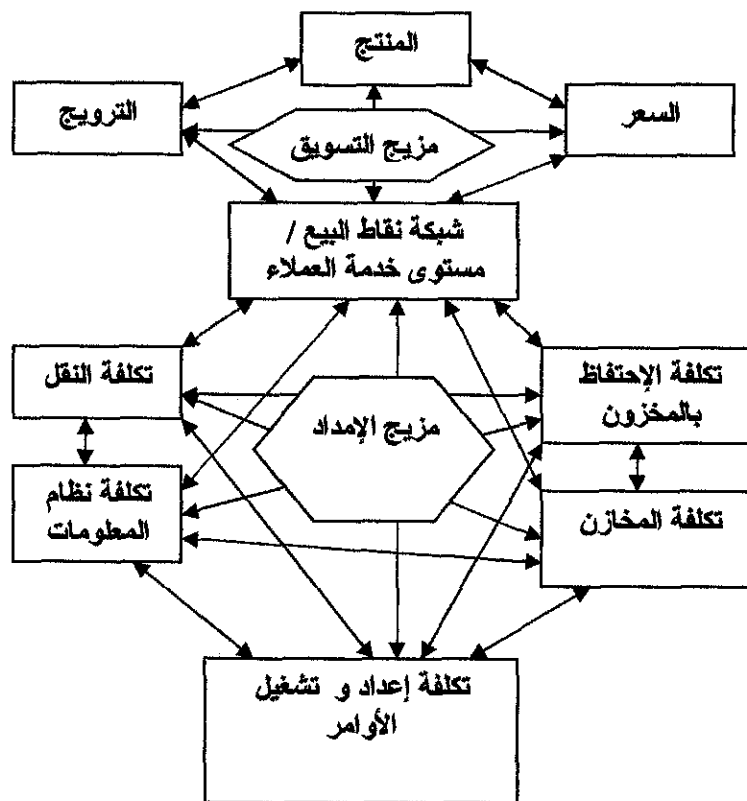 المنتج
الترويج
السعر
مزيج التسويق
شبكة نقاط البيع /
مستوى خدمة العملاء
تكلفة النقل
تكلفة الإحتفاظ
بالمخزون
مزيج الإمداد
تكلفة نظام
المعلومات
تكلفة المخازن
تكلفة إعداد و تشغيل
الأوامر